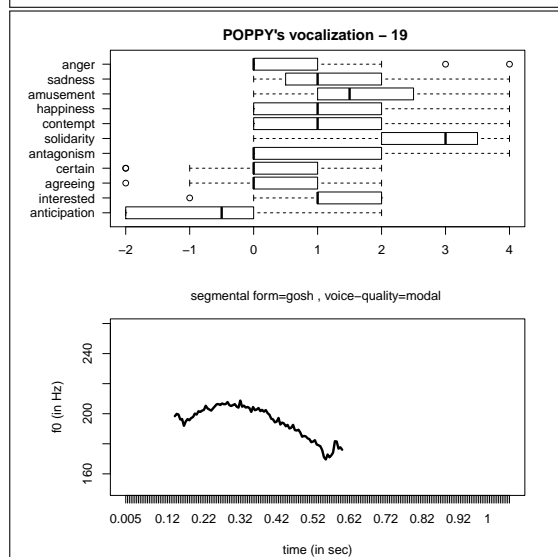 POPPY's vocalization – 19
anger
sadness
amusement
happiness
contempt
solidarity
antagonism
certain
agreeing
interested
anticipation
−2 −1 0 1 2 3 4
segmental form=gosh , voice−quality=modal
f0 (in Hz)
240
200
160
0.005 0.12 0.22 0.32 0.42 0.52 0.62 0.72 0.82 0.92 1
time (in sec)